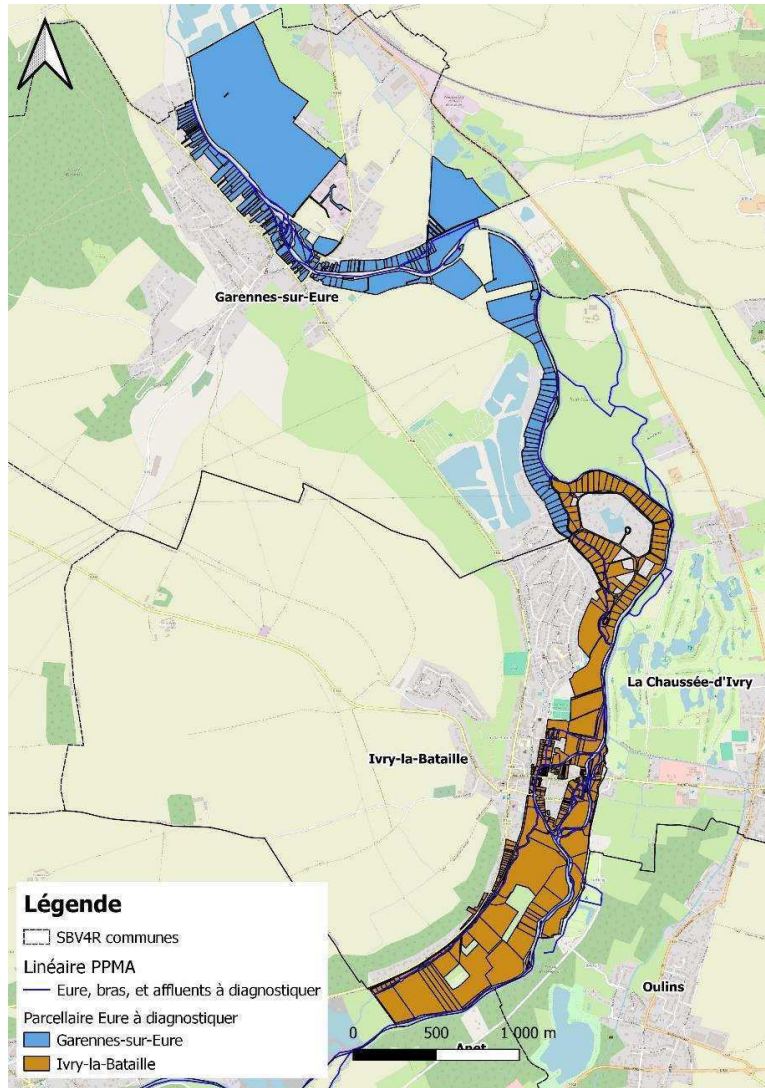 Garennes-sur-Eure
La Chaussée-d'Ivry
Ivry-la-Bataille
Légende
SBV4R communes
Linéaire PPMA
Eure, bras, et affluents à diagnostiquer
Parcellaire Eure à diagnostiquer
Garennes-sur-Eure
Ivry-la-Bataille
Oulins
Anet
0 500 1 000 m